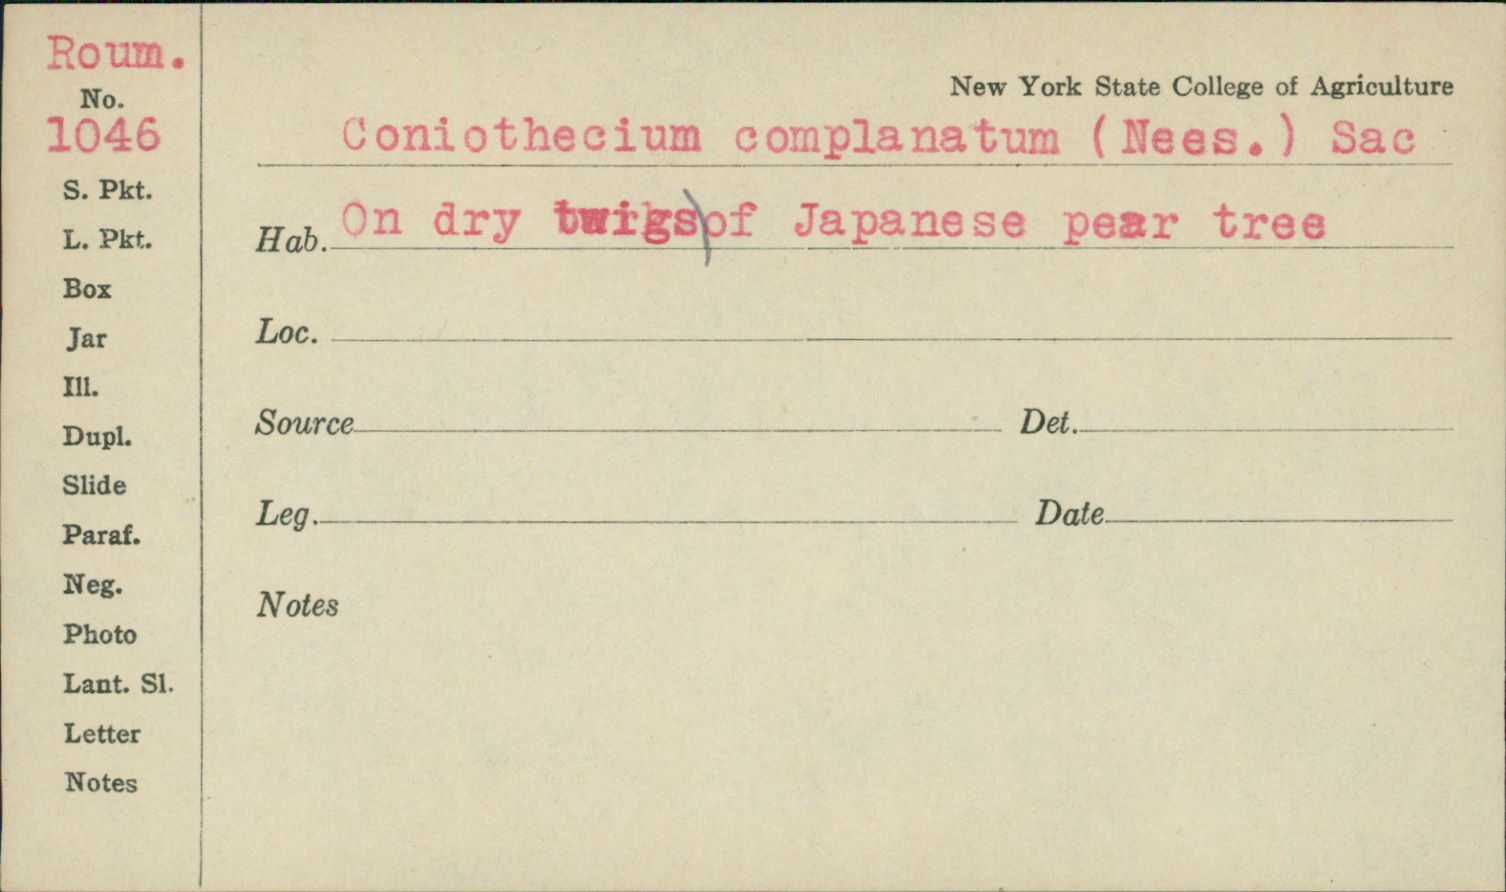 Roum.
No.
1046
S. Pkt.
L. Pkt.
Box
Jar
Ill.
Dupl.
Slide
Paraf.
Neg.
Photo
Lant. Sl.
Letter
Notes
New York State College of Agriculture
Coniothecium complanatum (Nees.) Sac
Hab. On dry twigs of Japanese pear tree
Loc.
Source Det.
Leg. Date
Notes